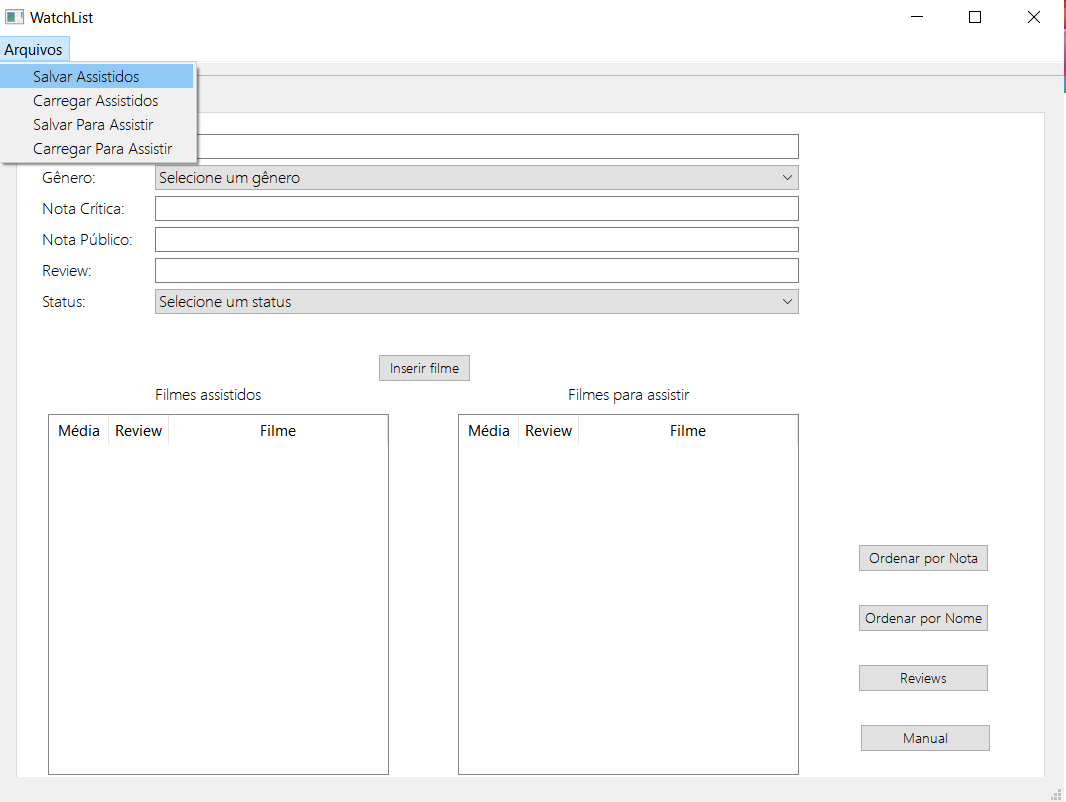 WatchList
Arquivos
Salvar Assistidos
Carregar Assistidos
Salvar Para Assistir
Carregar Para Assistir
Gênero: Selecione um gênero
Nota Crítica:
Nota Público:
Review:
Status: Selecione um status
Inserir filme
Filmes assistidos Filmes para assistir
Média Review Filme Média Review Filme
Ordenar por Nota
Ordenar por Nome
Reviews
Manual